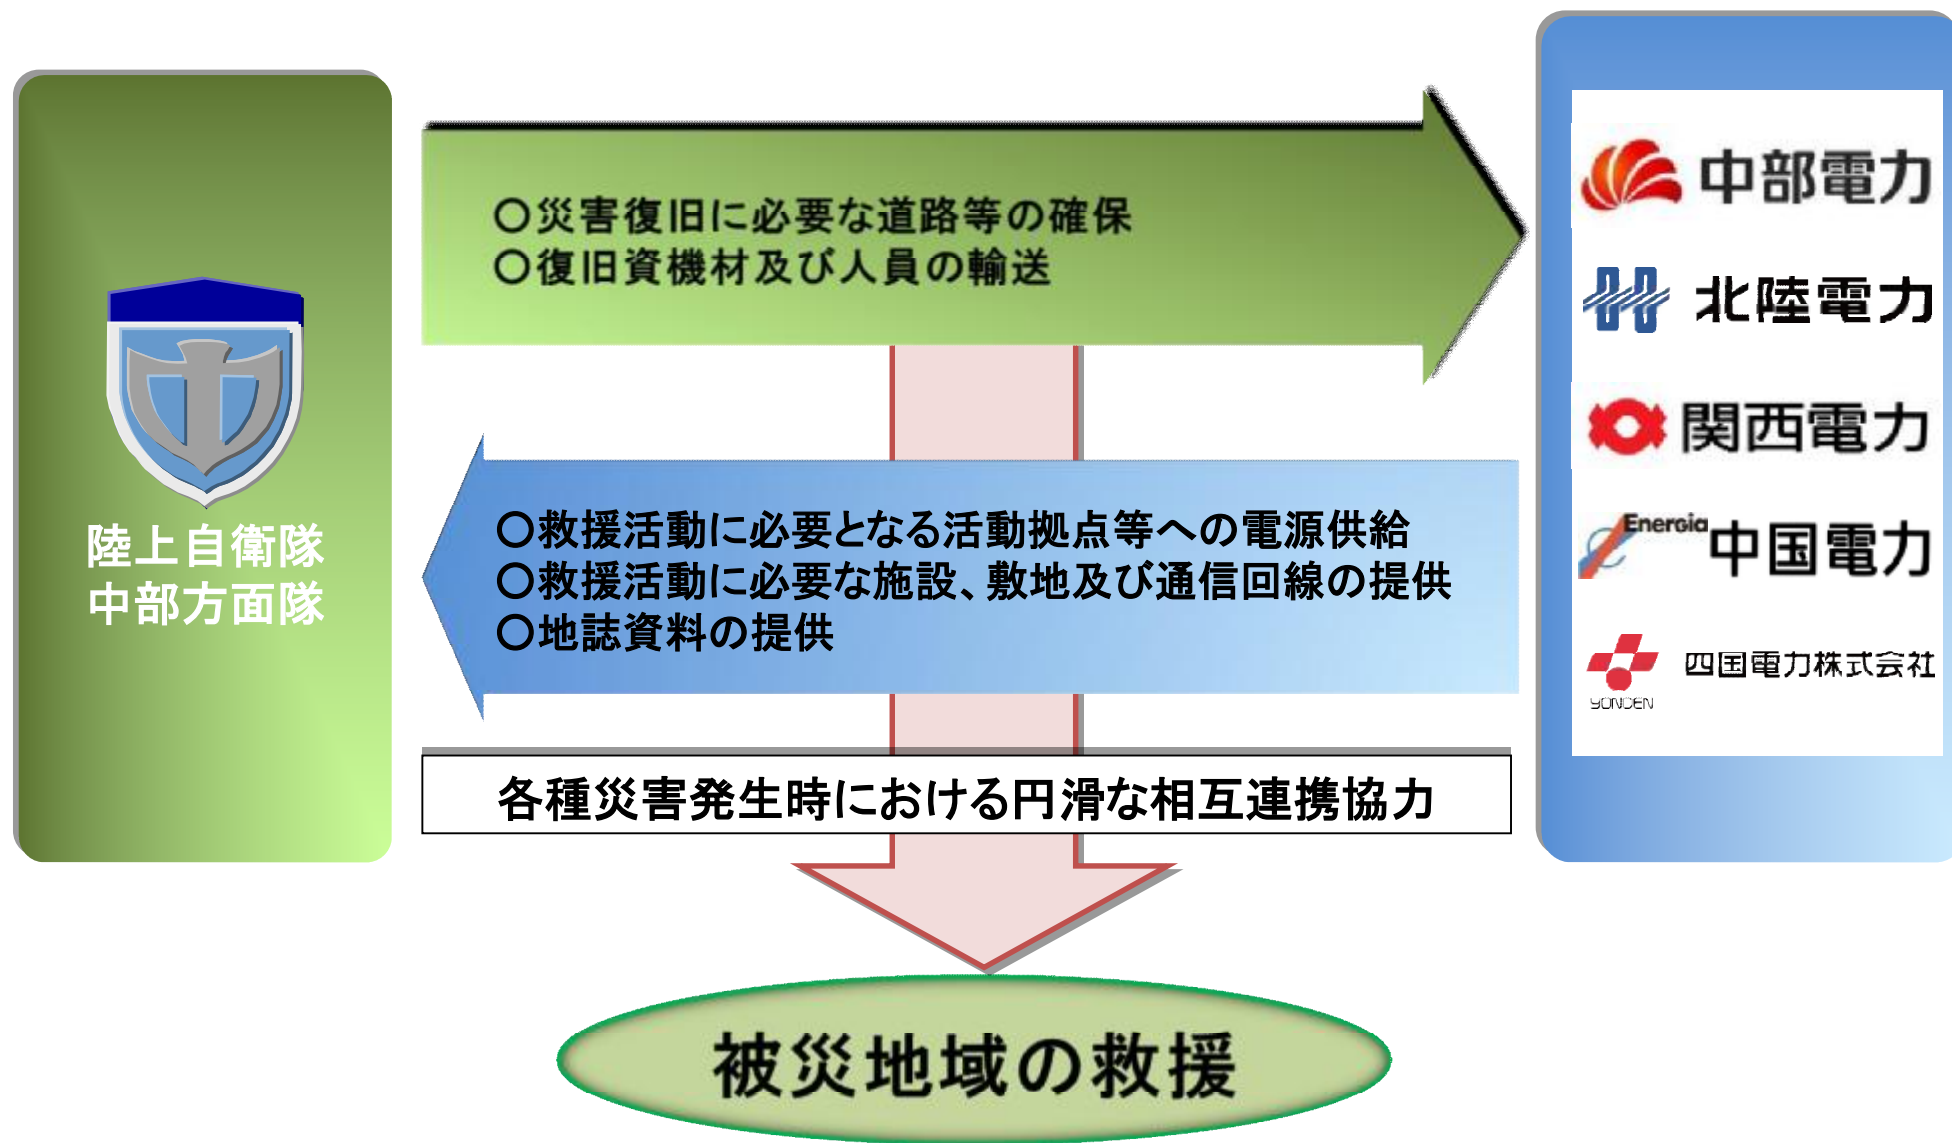 陸上自衛隊
中部方面隊
〇災害復旧に必要な道路等の確保
〇復旧資機材及び人員の輸送
〇救援活動に必要となる活動拠点等への電源供給
〇救援活動に必要な施設、敷地及び通信回線の提供
〇地誌資料の提供
各種災害発生時における円滑な相互連携協力
被災地域の救援
中部電力
北陸電力
関西電力
Energia
中国電力
四国電力株式会社
YONDEN